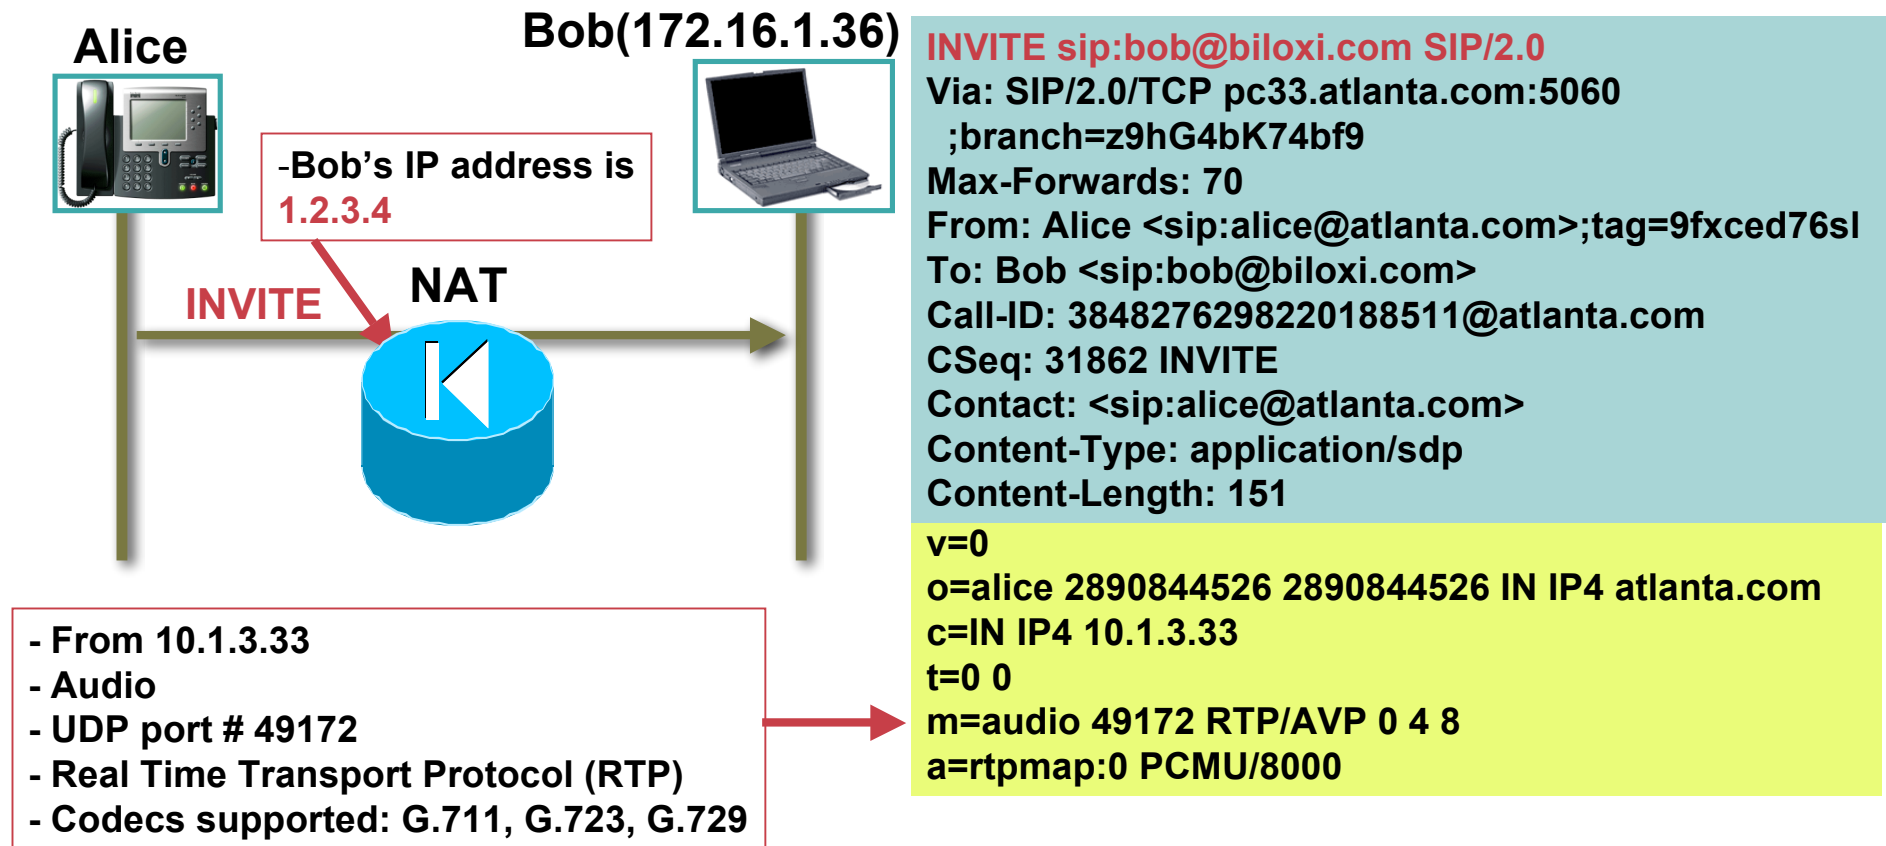 Alice
Bob(172.16.1.36)
-Bob’s IP address is
1.2.3.4
INVITE
NAT
- From 10.1.3.33
- Audio
- UDP port # 49172
- Real Time Transport Protocol (RTP)
- Codecs supported: G.711, G.723, G.729
INVITE sip:bob@biloxi.com SIP/2.0
Via: SIP/2.0/TCP pc33.atlanta.com:5060
;branch=z9hG4bK74bf9
Max-Forwards: 70
From: Alice <sip:alice@atlanta.com>;tag=9fxced76sl
To: Bob <sip:bob@biloxi.com>
Call-ID: 3848276298220188511@atlanta.com
CSeq: 31862 INVITE
Contact: <sip:alice@atlanta.com>
Content-Type: application/sdp
Content-Length: 151
v=0
o=alice 2890844526 2890844526 IN IP4 atlanta.com
c=IN IP4 10.1.3.33
t=0 0
m=audio 49172 RTP/AVP 0 4 8
a=rtpmap:0 PCMU/8000